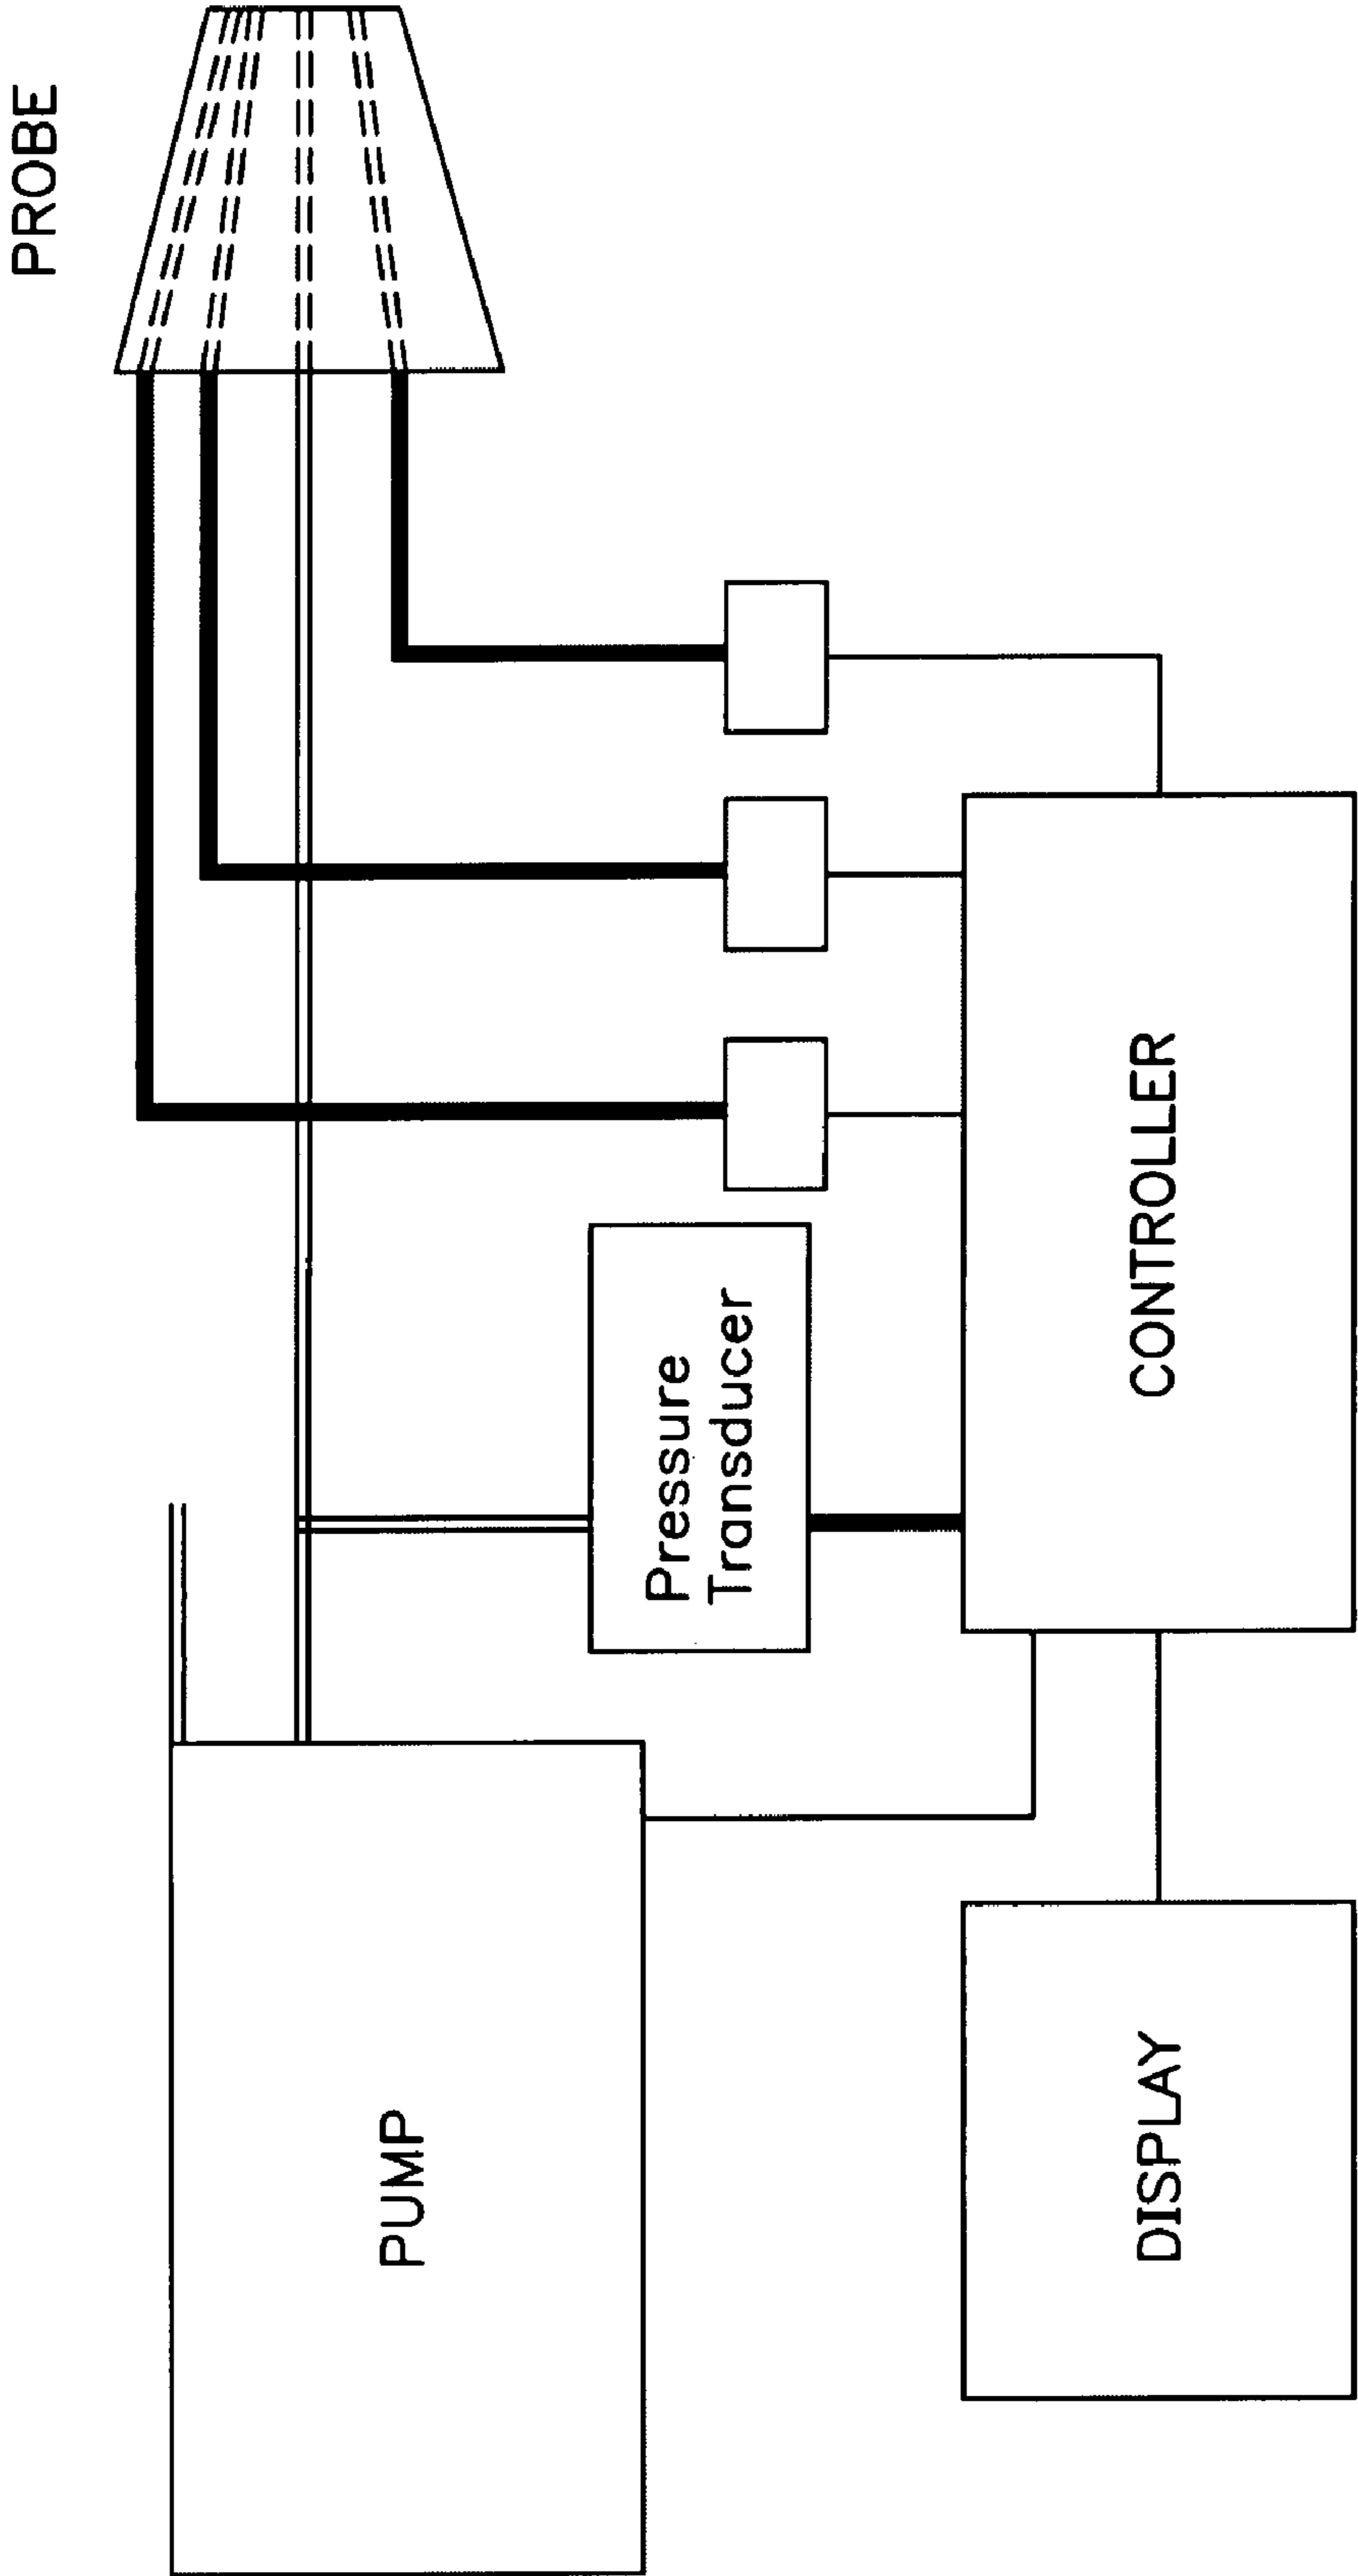 PROBE
PUMP
Pressure
Transducer
CONTROLLER
DISPLAY